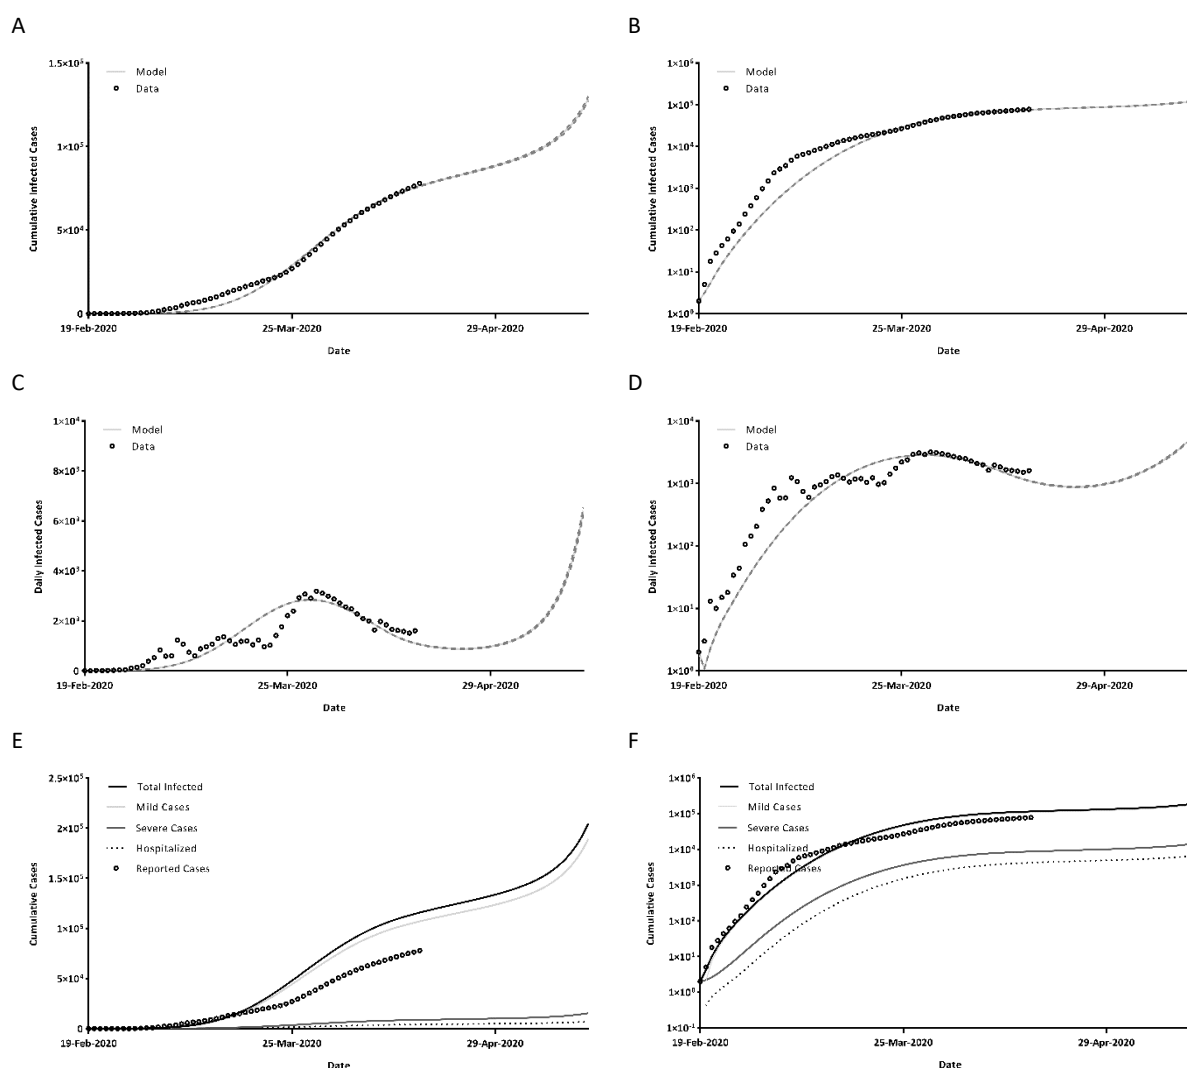 A
1.5×10⁵
1×10⁵
5×10⁴
0
Cumulative Infected Cases
Model
Data
19-Feb-2020
25-Mar-2020
29-Apr-2020
Date
B
1×10⁶
1×10⁵
1×10⁴
1×10³
1×10²
1×10¹
1×10⁰
Cumulative Infected Cases
Model
Data
19-Feb-2020
25-Mar-2020
29-Apr-2020
Date
C
1×10⁴
8×10³
6×10³
4×10³
2×10³
0
Daily Infected Cases
Model
Data
19-Feb-2020
25-Mar-2020
29-Apr-2020
Date
D
1×10⁴
1×10³
1×10²
1×10¹
1×10⁰
Daily Infected Cases
Model
Data
19-Feb-2020
25-Mar-2020
29-Apr-2020
Date
E
2.5×10⁵
2×10⁵
1.5×10⁵
1×10⁵
5×10⁴
0
Cumulative Cases
Total Infected
Mild Cases
Severe Cases
Hospitalized
Reported Cases
19-Feb-2020
25-Mar-2020
29-Apr-2020
Date
F
1×10⁶
1×10⁵
1×10⁴
1×10³
1×10²
1×10¹
1×10⁰
1×10⁻¹
Cumulative Cases
Total Infected
Mild Cases
Severe Cases
Hospitalized
Reported Cases
19-Feb-2020
25-Mar-2020
29-Apr-2020
Date